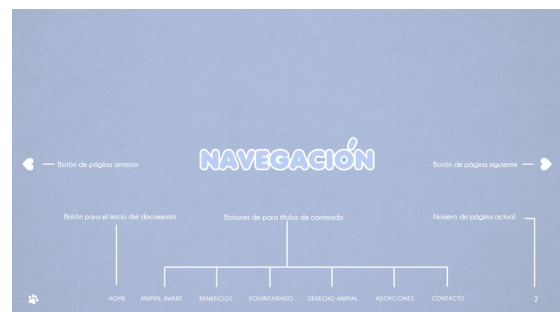 NAVEGACIÓN
Botón de página anterior
Botón de página siguiente
Botón para el inicio del documento
Botones de para títulos de contenido
Número de página actual
HOME ANIMAL AWARE BENEFICIOS VOLUNTARIADO DERECHO ANIMAL ADOPCIONES CONTACTO 2